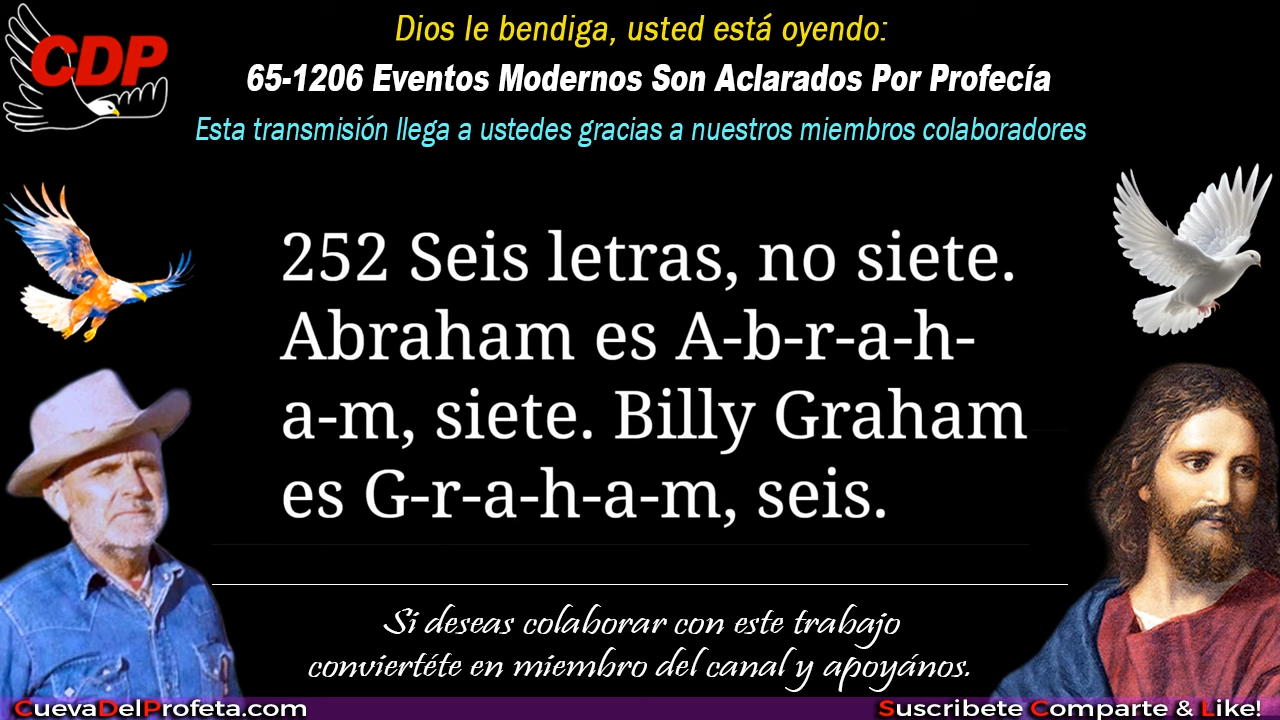 CDP
Dios le bendiga, usted está oyendo:
65-1206 Eventos Modernos Son Aclarados Por Profecía
Esta transmisión llega a ustedes gracias a nuestros miembros colaboradores
252 Seis letras, no siete.
Abraham es A-b-r-a-h-
a-m, siete. Billy Graham
es G-r-a-h-a-m, seis.
Si deseas colaborar con este trabajo
conviertéte en miembro del canal y apoyános.
CuevaDelProfeta.com
Suscribete Comparte & Like!